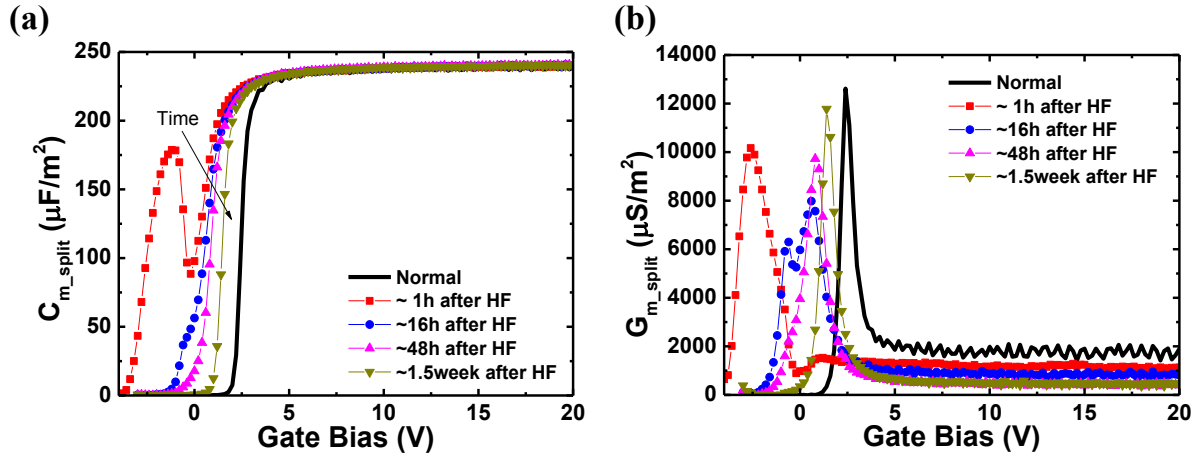 (a)
250
200
150
100
50
0
0
5
10
15
20
C_m_split (μF/m²)
Gate Bias (V)
Time
Normal
~ 1h after HF
~16h after HF
~48h after HF
~1.5week after HF
(b)
14000
12000
10000
8000
6000
4000
2000
0
0
5
10
15
20
G_m_split (μS/m²)
Gate Bias (V)
Normal
~ 1h after HF
~16h after HF
~48h after HF
~1.5week after HF